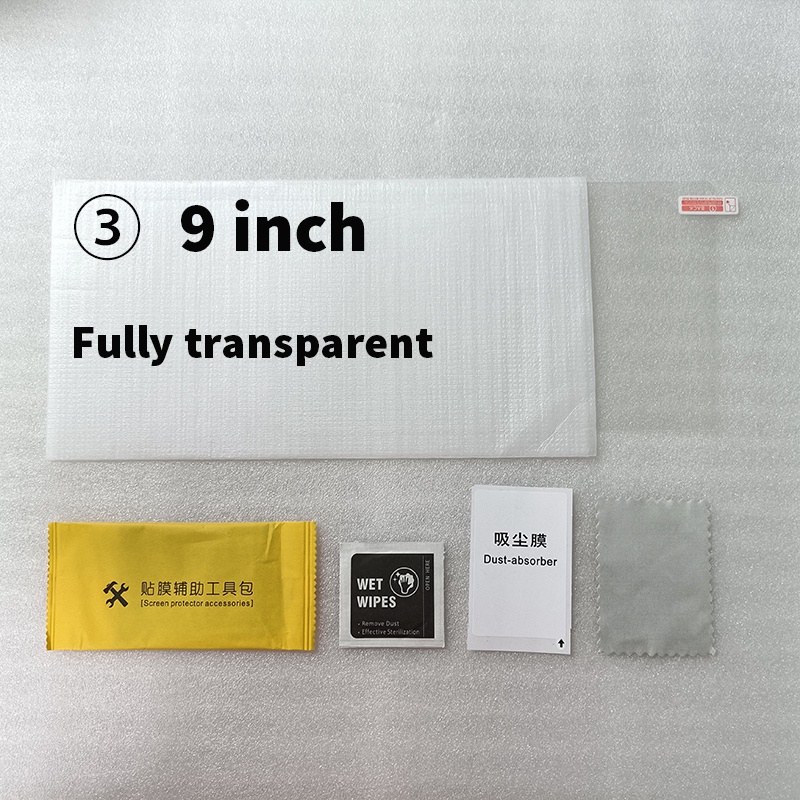 ③ 9 inch
Fully transparent
BACK
贴膜辅助工具包
[Screen protector accessories]
WET
WIPES
OPEN HERE
• Remove Dust
• Effective Sterilization
吸尘膜
Dust-absorber